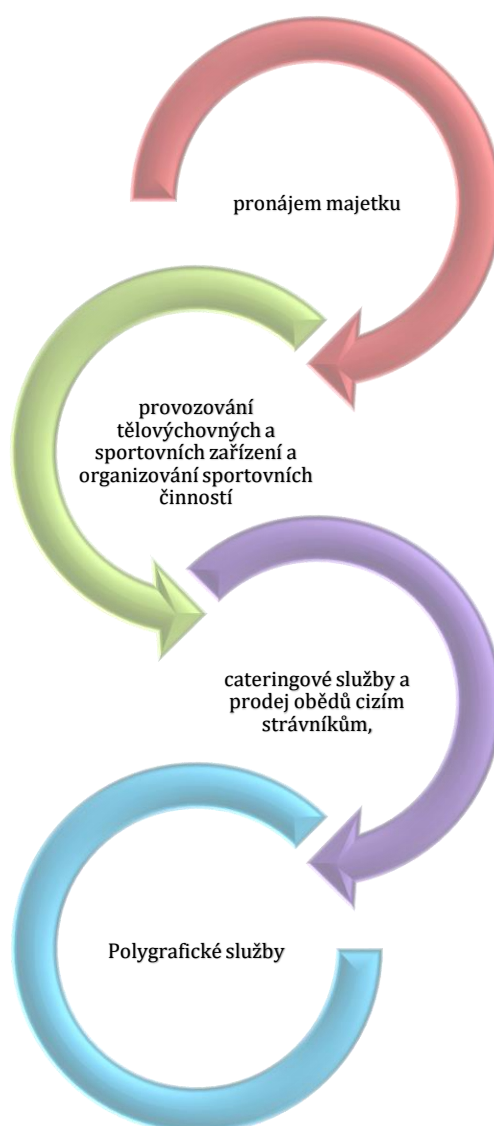 pronájem majetku
provozování
tělovýchovných a
sportovních zařízení a
organizování sportovních
činností
cateringové služby a
prodej obědů cizím
strávníkům,
Polygrafické služby